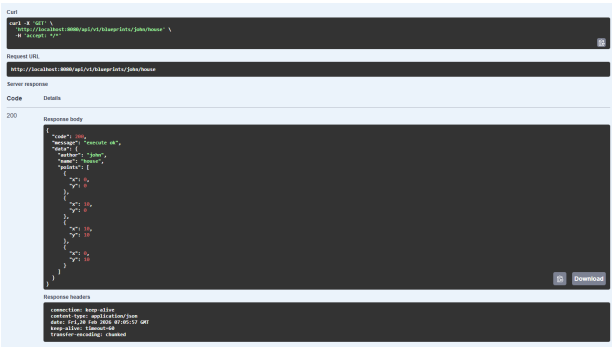 Curl
curl -X 'GET' \
'http://localhost:8080/api/v1/blueprints/john/house' \
-H 'accept: */*'
Request URL
http://localhost:8080/api/v1/blueprints/john/house
Server response
Code Details
200
Response body
{
"code": 200,
"message": "execute ok",
"data": {
"author": "john",
"name": "house",
"points": [
{
"x": 0,
"y": 0
},
{
"x": 10,
"y": 0
},
{
"x": 10,
"y": 10
},
{
"x": 0,
"y": 10
}
]
}
}
Download
Response headers
connection: keep-alive
content-type: application/json
date: Fri,20 Feb 2026 07:05:57 GMT
keep-alive: timeout=60
transfer-encoding: chunked